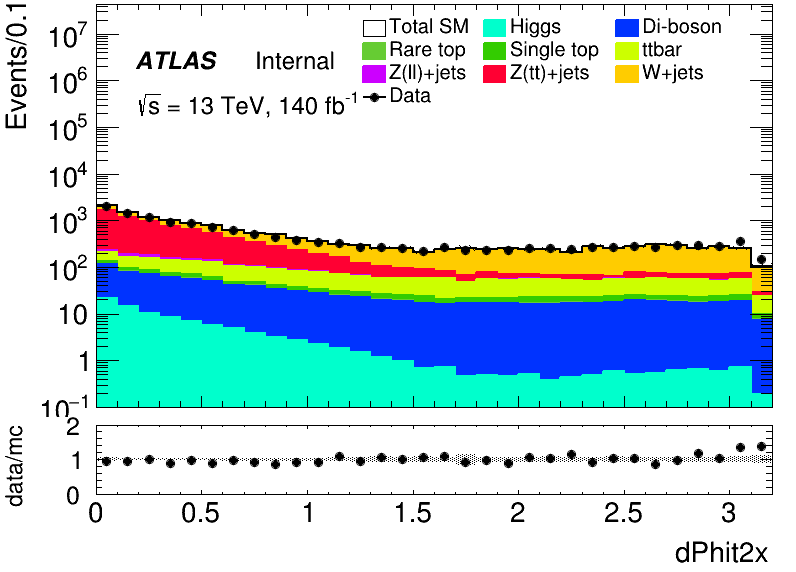 Events/0.1
10⁷
10⁶
10⁵
10⁴
10³
10²
10
1
10⁻¹
ATLAS Internal
√s = 13 TeV, 140 fb⁻¹
Total SM Higgs Di-boson
Rare top Single top ttbar
Z(ll)+jets Z(tt)+jets W+jets
Data
data/mc
2
1
0
0 0.5 1 1.5 2 2.5 3
dPhit2x